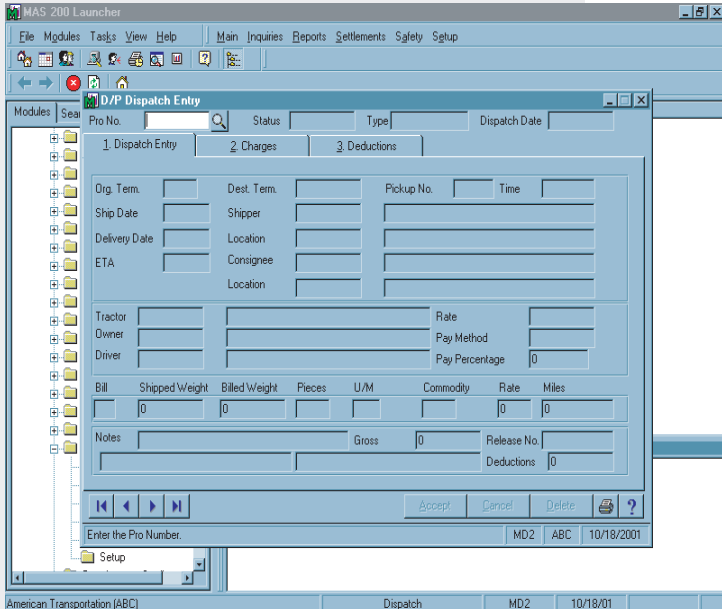 MAS 200 Launcher
File Modules Tasks View Help Main Inquiries Reports Settlements Safety Setup
Modules
D/P Dispatch Entry
Pro No. Status Type Dispatch Date
1. Dispatch Entry 2. Charges 3. Deductions
Org. Term. Dest. Term. Pickup No. Time
Ship Date Shipper
Delivery Date Location
ETA Consignee
Location
Tractor Rate
Owner Pay Method
Driver Pay Percentage 0
Bill Shipped Weight Billed Weight Pieces U/M Commodity Rate Miles
0 0 0 0
Notes Gross 0 Release No.
Deductions 0
Accept Cancel Delete ?
Enter the Pro Number. MD2 ABC 10/18/2001
Setup
American Transportation (ABC) Dispatch MD2 10/18/01